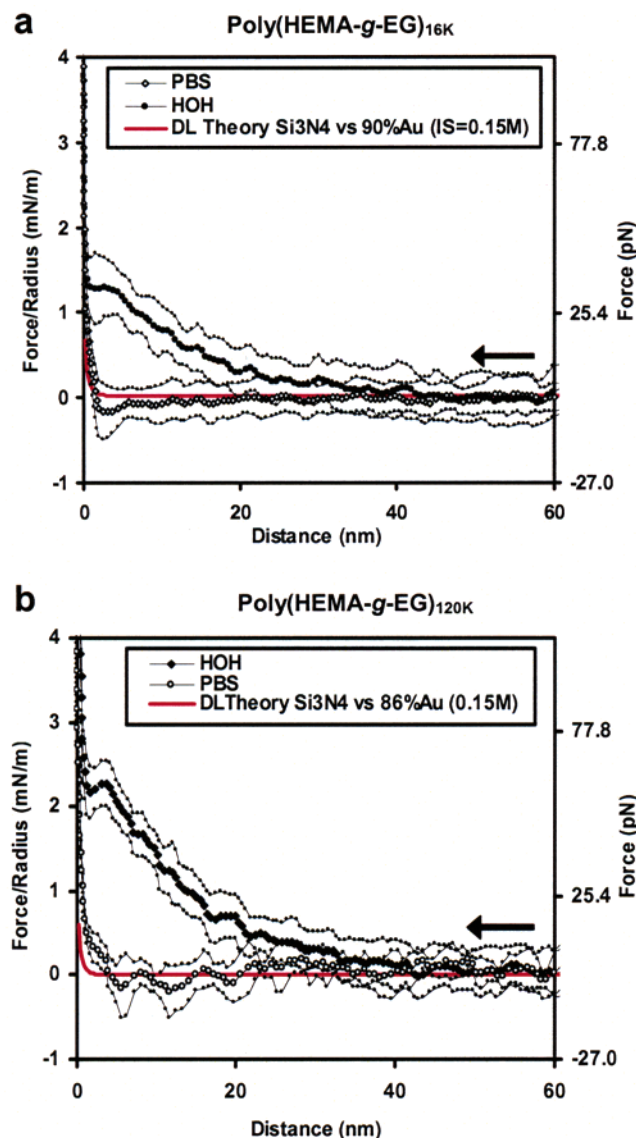 a
Poly(HEMA-g-EG)16K
PBS
HOH
DL Theory Si3N4 vs 90%Au (IS=0.15M)
4
3
2
1
0
-1
Force/Radius (mN/m)
77.8
25.4
-27.0
Force (pN)
0
20
40
60
Distance (nm)
b
Poly(HEMA-g-EG)120K
HOH
PBS
DLTheory Si3N4 vs 86%Au (0.15M)
4
3
2
1
0
-1
Force/Radius (mN/m)
77.8
25.4
-27.0
Force (pN)
0
20
40
60
Distance (nm)